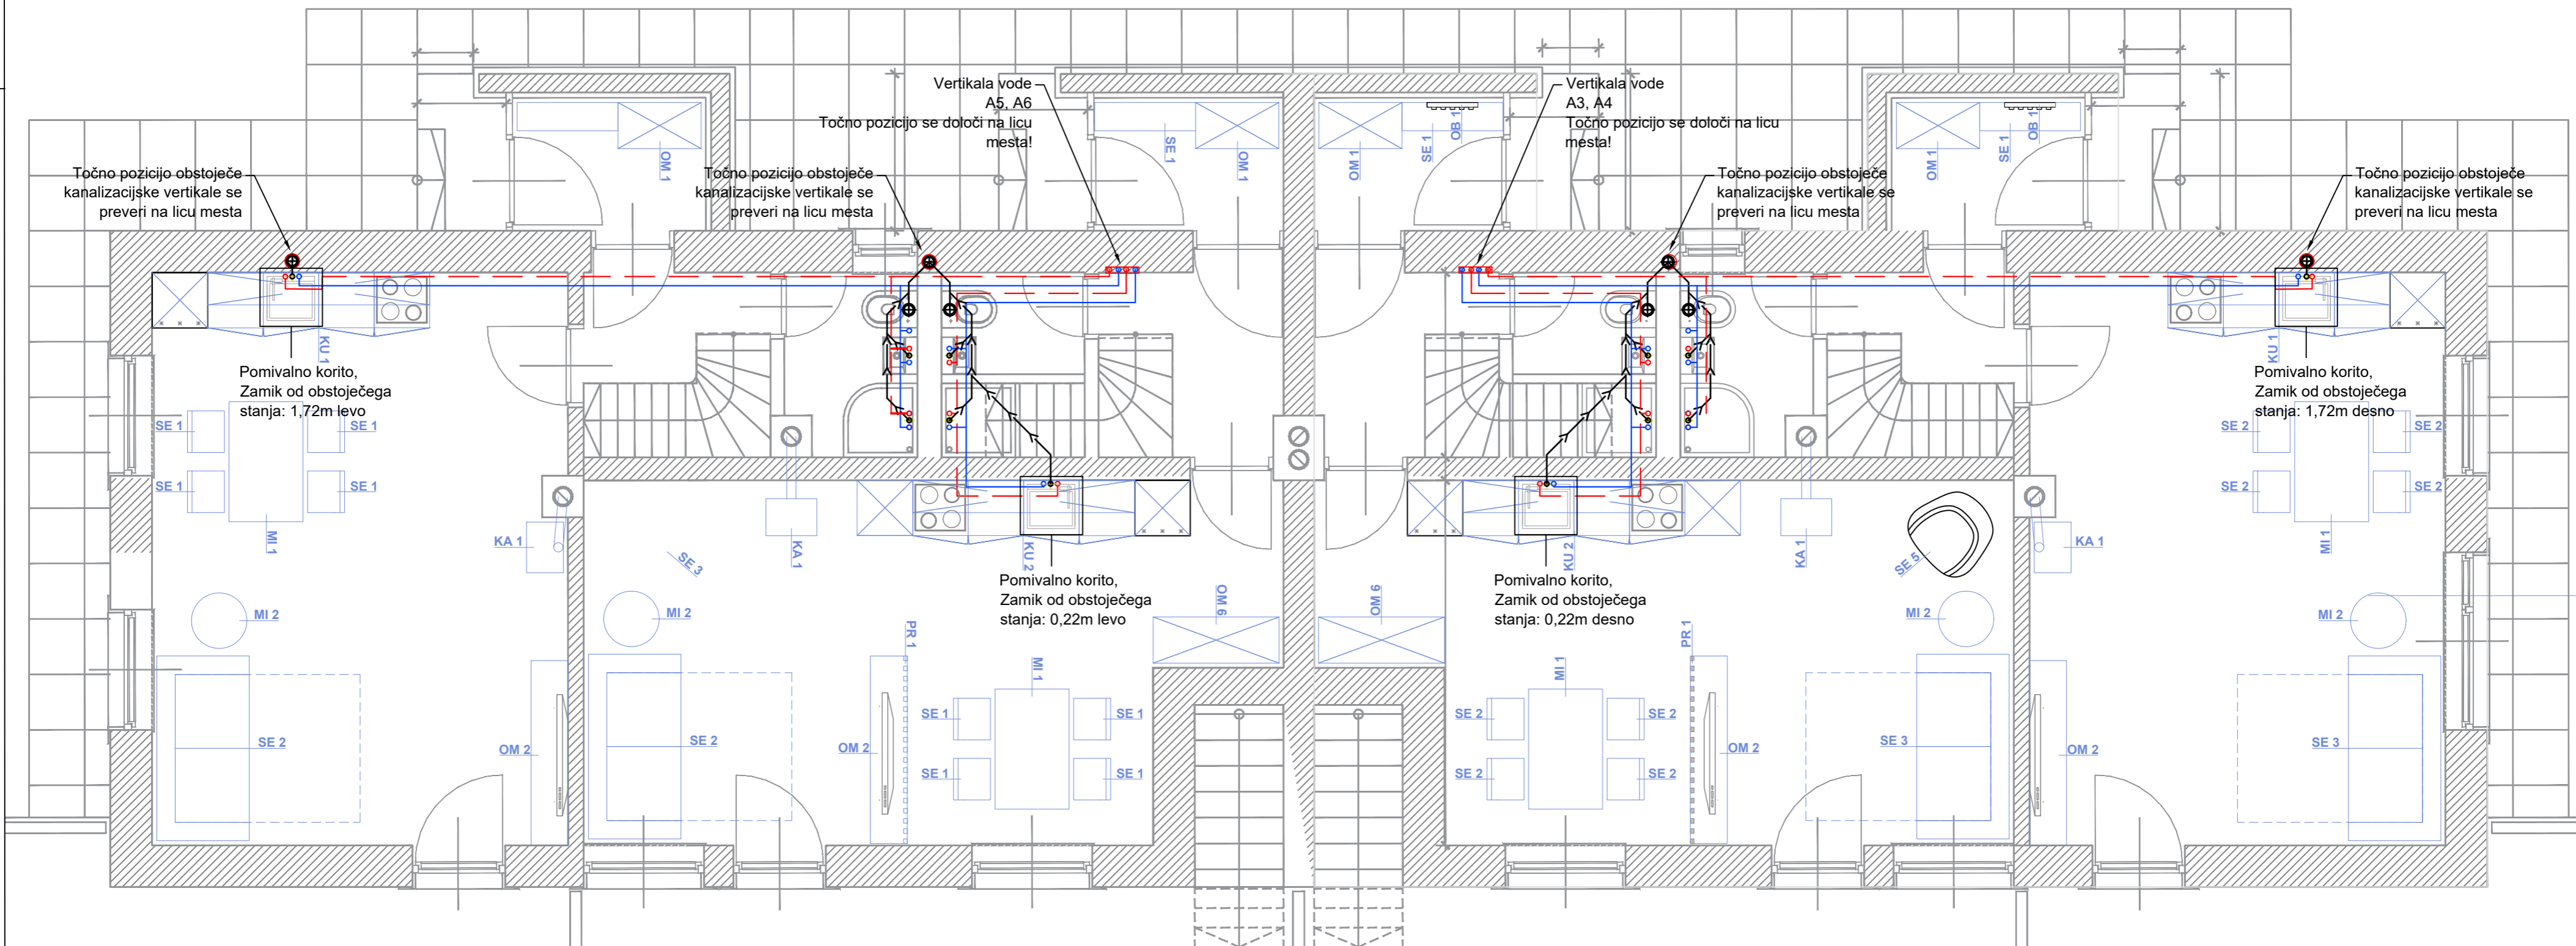 Vertikala vode
A5, A6
Točno pozicijo se določi na licu
mesta!
Vertikala vode
A3, A4
Točno pozicijo se določi na licu
mesta!
Točno pozicijo obstoječe
kanalizacijske vertikale se
preveri na licu mesta
Točno pozicijo obstoječe
kanalizacijske vertikale se
preveri na licu mesta
Točno pozicijo obstoječe
kanalizacijske vertikale se
preveri na licu mesta
Točno pozicijo obstoječe
kanalizacijske vertikale se
preveri na licu mesta
OM 1
SE 1
OM 1
OM 1
SE 1
OB 1
OM 1
SE 1
OB 1
KU 1
Pomivalno korito,
Zamik od obstoječega
stanja: 1,72m levo
KU 1
Pomivalno korito,
Zamik od obstoječega
stanja: 1,72m desno
SE 1
SE 1
SE 1
SE 1
MI 1
SE 2
SE 2
SE 2
SE 2
MI 1
KA 1
SE 3
KA 1
KU 2
KU 2
KA 1
SE 5
KA 1
Pomivalno korito,
Zamik od obstoječega
stanja: 0,22m levo
Pomivalno korito,
Zamik od obstoječega
stanja: 0,22m desno
OM 6
OM 6
MI 2
MI 2
PR 1
PR 1
MI 2
MI 2
MI 1
MI 1
SE 1
SE 1
SE 1
SE 1
SE 2
SE 2
SE 2
SE 2
SE 2
OM 2
SE 2
OM 2
OM 2
SE 3
OM 2
SE 3